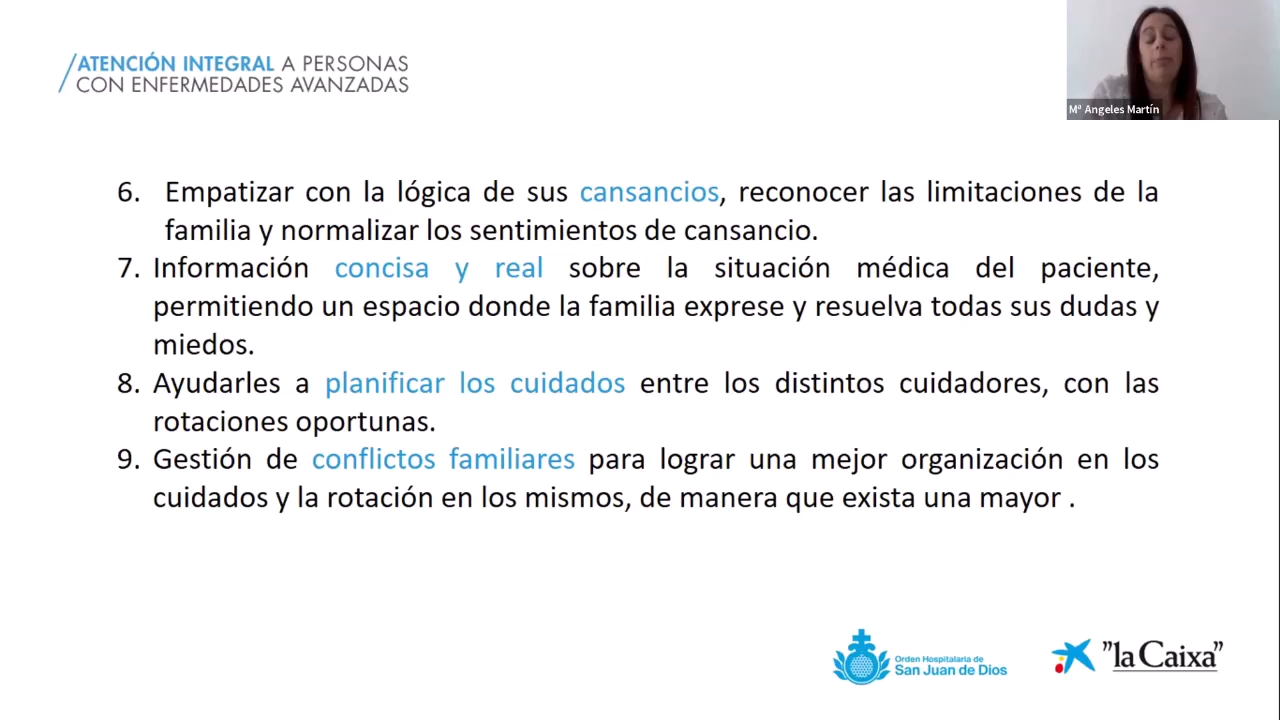 ATENCIÓN INTEGRAL A PERSONAS
CON ENFERMEDADES AVANZADAS
Mª Angeles Martín
6. Empatizar con la lógica de sus cansancios, reconocer las limitaciones de la
familia y normalizar los sentimientos de cansancio.
7. Información concisa y real sobre la situación médica del paciente,
permitiendo un espacio donde la familia exprese y resuelva todas sus dudas y
miedos.
8. Ayudarles a planificar los cuidados entre los distintos cuidadores, con las
rotaciones oportunas.
9. Gestión de conflictos familiares para lograr una mejor organización en los
cuidados y la rotación en los mismos, de manera que exista una mayor .
Orden Hospitalaria de
San Juan de Dios
"la Caixa"